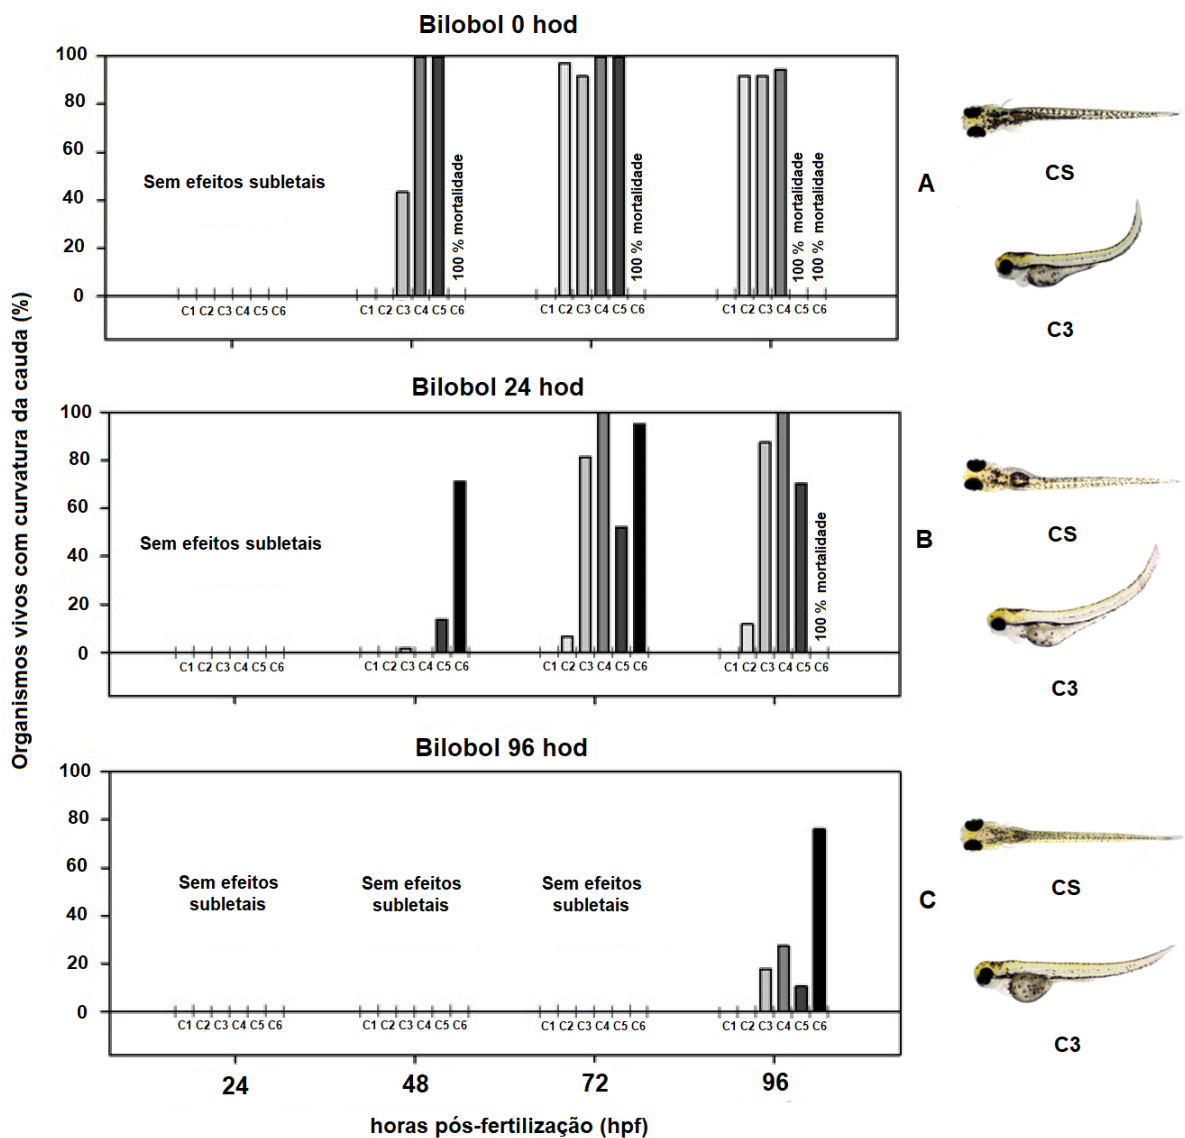 Bilobol 0 hod
100
80
60
40
20
0
Sem efeitos subletais
100 % mortalidade
100 % mortalidade
100 % mortalidade
100 % mortalidade
C1 C2 C3 C4 C5 C6
C1 C2 C3 C4 C5 C6
C1 C2 C3 C4 C5 C6
C1 C2 C3 C4 C5 C6
A
CS
C3
Organismos vivos com curvatura da cauda (%)
Bilobol 24 hod
100
80
60
40
20
0
Sem efeitos subletais
100 % mortalidade
C1 C2 C3 C4 C5 C6
C1 C2 C3 C4 C5 C6
C1 C2 C3 C4 C5 C6
C1 C2 C3 C4 C5 C6
B
CS
C3
Bilobol 96 hod
100
80
60
40
20
0
Sem efeitos
subletais
Sem efeitos
subletais
Sem efeitos
subletais
C1 C2 C3 C4 C5 C6
C1 C2 C3 C4 C5 C6
C1 C2 C3 C4 C5 C6
C1 C2 C3 C4 C5 C6
C
CS
C3
24 48 72 96
horas pós-fertilização (hpf)